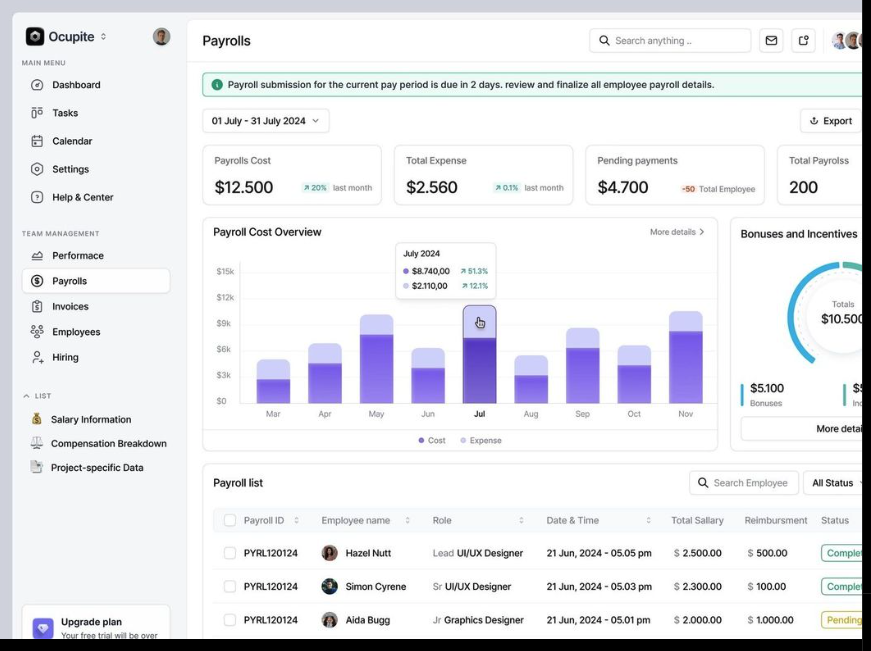 Ocupite
MAIN MENU
Dashboard
Tasks
Calendar
Settings
Help & Center
TEAM MANAGEMENT
Performace
Payrolls
Invoices
Employees
Hiring
LIST
Salary Information
Compensation Breakdown
Project-specific Data
Upgrade plan
Your free trial will be over
Payrolls
Search anything ..
Payroll submission for the current pay period is due in 2 days. review and finalize all employee payroll details.
01 July - 31 July 2024
Export
Payrolls Cost
$12.500 20% last month
Total Expense
$2.560 0.1% last month
Pending payments
$4.700 -50 Total Employee
Total Payrolss
200
Payroll Cost Overview More details
July 2024
$8.740,00 51.3%
$2.110,00 12.1%
$15k
$12k
$9k
$6k
$3k
$0
Mar Apr May Jun Jul Aug Sep Oct Nov
Cost Expense
Bonuses and Incentives
Totals
$10.500
$5.100
Bonuses
More detai
Payroll list
Search Employee
All Status
Payroll ID Employee name Role Date & Time Total Sallary Reimbursment Status
PYRL120124 Hazel Nutt Lead UI/UX Designer 21 Jun, 2024 - 05.05 pm $ 2.500.00 $ 500.00 Complet
PYRL120124 Simon Cyrene Sr UI/UX Designer 21 Jun, 2024 - 05.03 pm $ 2.300.00 $ 100.00 Complet
PYRL120124 Aida Bugg Jr Graphics Designer 21 Jun, 2024 - 05.01 pm $ 2.000.00 $ 1.000.00 Pending